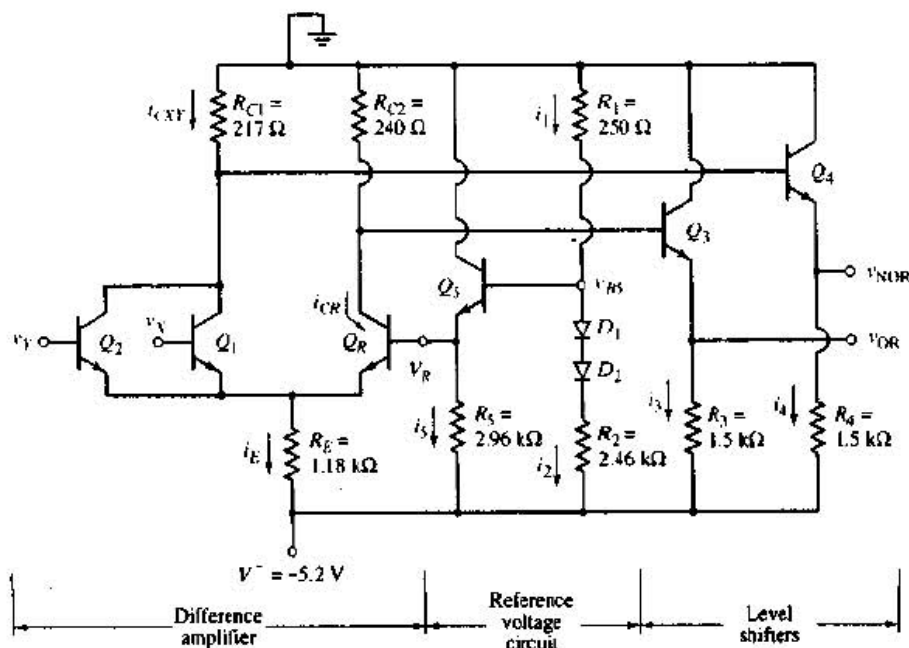 i_CXY
R_C1 =
217 Ω
R_C2 =
240 Ω
i_1
R_1 =
250 Ω
Q_4
Q_3
v_NOR
v_OR
i_CR
Q_5
v_B5
v_Y
Q_2
v_X
Q_1
Q_R
V_R
D_1
D_2
i_E
R_E =
1.18 kΩ
i_5
R_5 =
2.96 kΩ
i_2
R_2 =
2.46 kΩ
i_3
R_3 =
1.5 kΩ
i_4
R_4 =
1.5 kΩ
V⁻ = −5.2 V
Difference
amplifier
Reference
voltage
circuit
Level
shifters